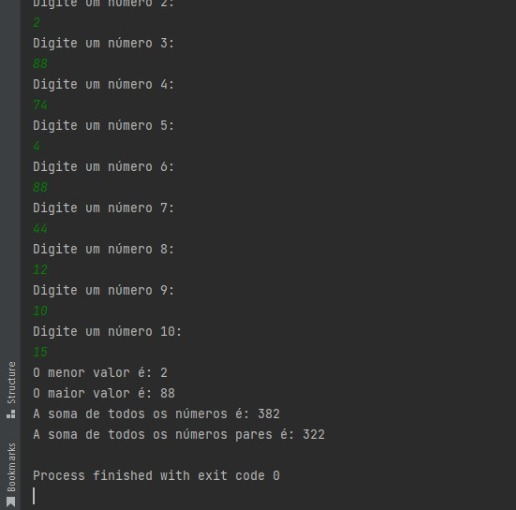 Digite um número 2:
2
Digite um número 3:
88
Digite um número 4:
74
Digite um número 5:
4
Digite um número 6:
88
Digite um número 7:
44
Digite um número 8:
12
Digite um número 9:
10
Digite um número 10:
15
O menor valor é: 2
O maior valor é: 88
A soma de todos os números é: 382
A soma de todos os números pares é: 322
Process finished with exit code 0
Structure
Bookmarks